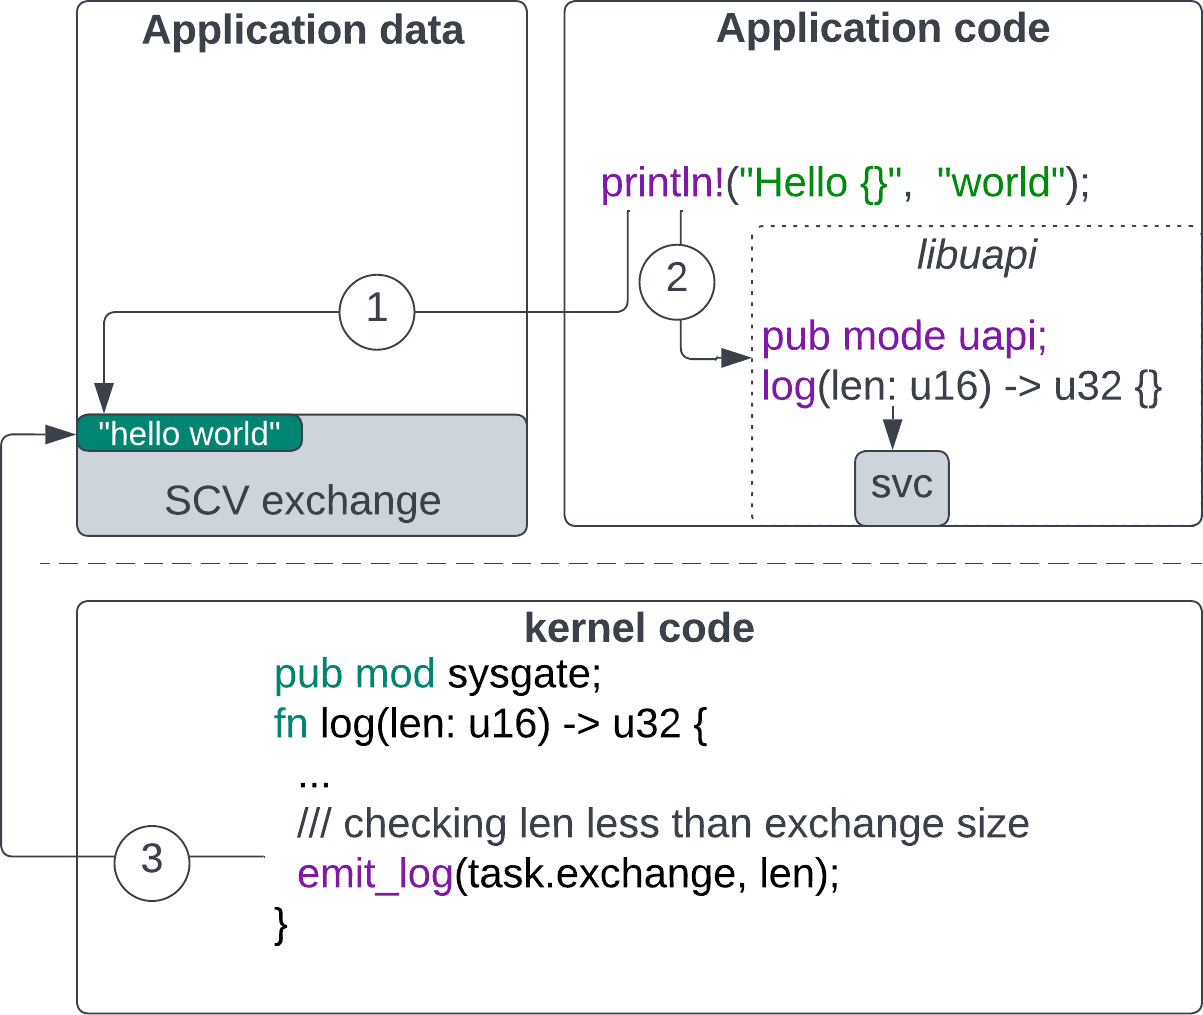 Application data
Application code
println!("Hello {}",  "world");
libuapi
1
2
pub mode uapi;
log(len: u16) -> u32 {}
"hello world"
SCV exchange
svc
kernel code
pub mod sysgate;
fn log(len: u16) -> u32 {
...
/// checking len less than exchange size
3
emit_log(task.exchange, len);
}